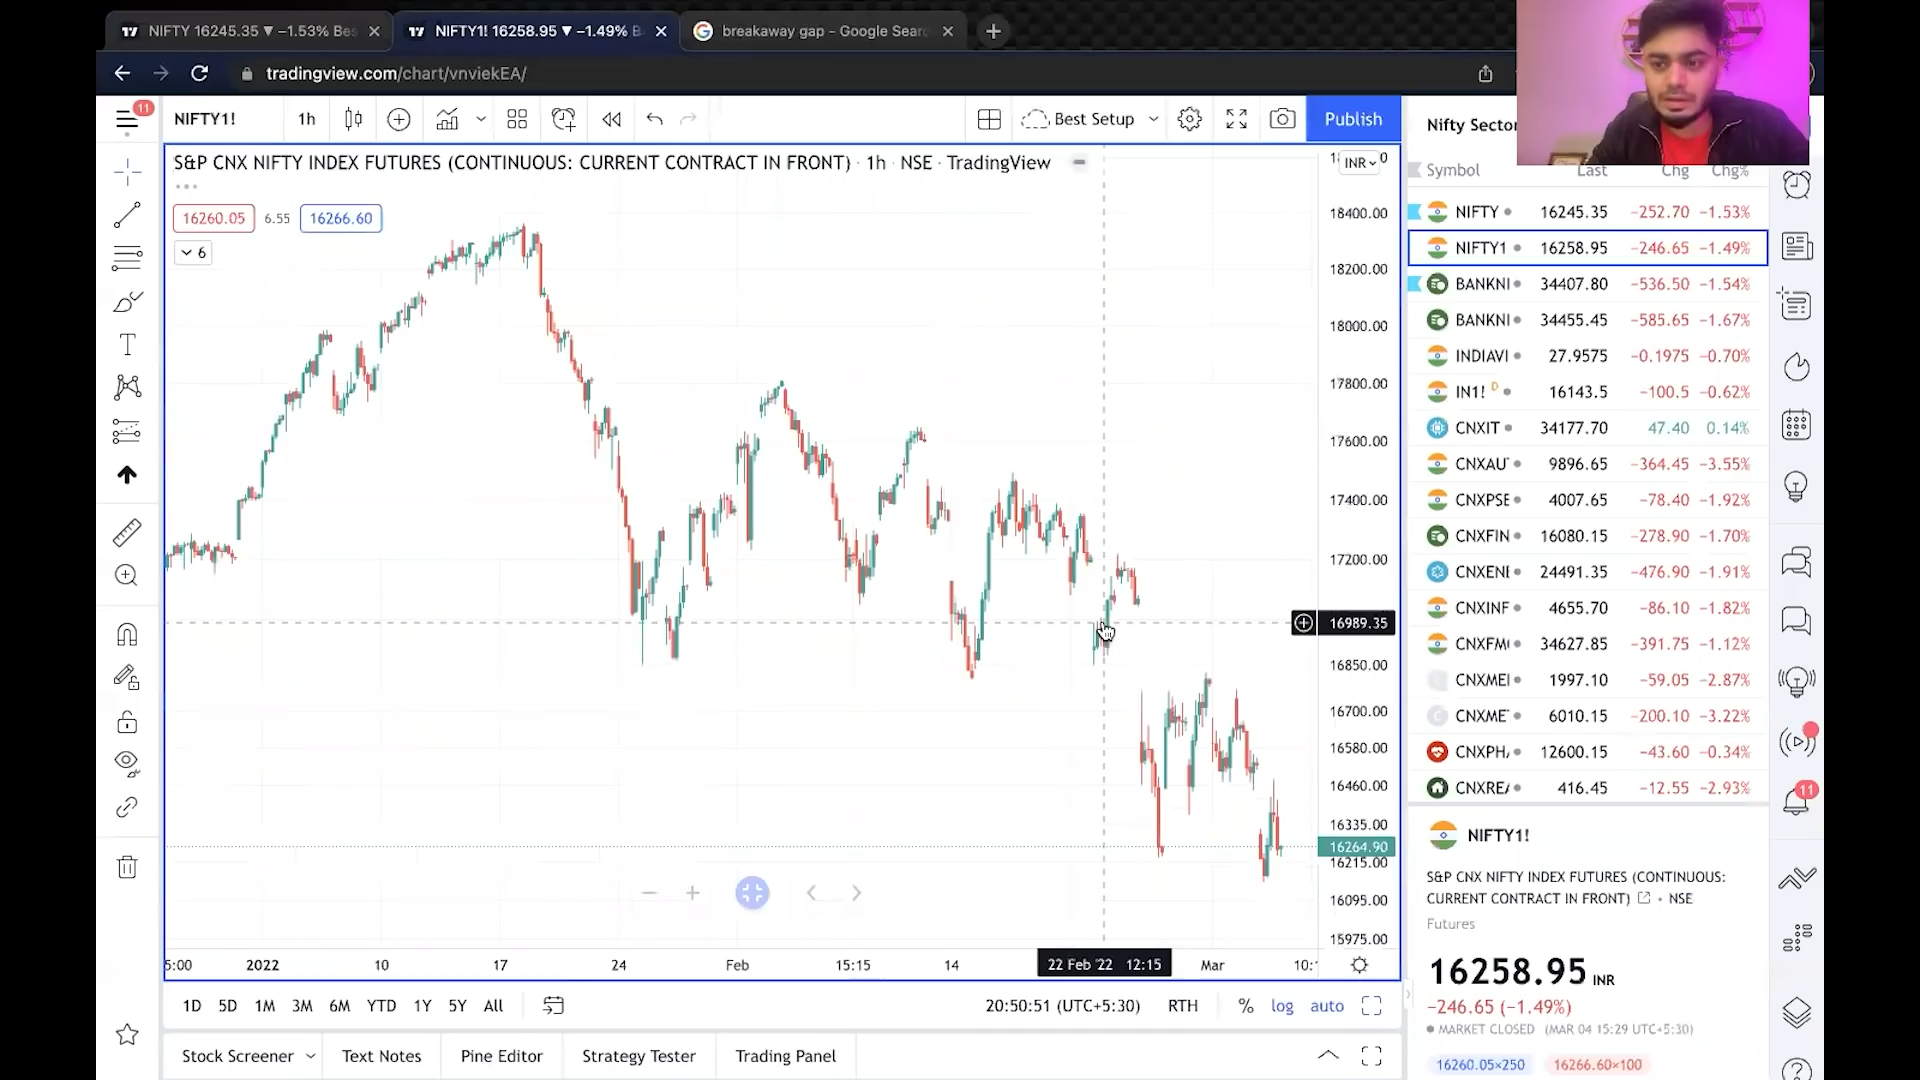 NIFTY 16245.35 ▼ −1.53% Bes
NIFTY1! 16258.95 ▼ −1.49% B
breakaway gap - Google Sear
tradingview.com/chart/vnviekEA/
11
NIFTY1!
1h
Best Setup
Publish
S&P CNX NIFTY INDEX FUTURES (CONTINUOUS: CURRENT CONTRACT IN FRONT) · 1h · NSE · TradingView
INR
16260.05
6.55
16266.60
6
18400.00
18200.00
18000.00
17800.00
17600.00
17400.00
17200.00
16989.35
16850.00
16700.00
16580.00
16460.00
16335.00
16264.90
16215.00
16095.00
15975.00
5:00
2022
10
17
24
Feb
15:15
14
22 Feb '22 12:15
Mar
10:
1D 5D 1M 3M 6M YTD 1Y 5Y All
20:50:51 (UTC+5:30)
RTH
% log auto
Stock Screener
Text Notes
Pine Editor
Strategy Tester
Trading Panel
Nifty Sector
Symbol Last Chg Chg%
NIFTY 16245.35 −252.70 −1.53%
NIFTY1 16258.95 −246.65 −1.49%
BANKNI 34407.80 −536.50 −1.54%
BANKNI 34455.45 −585.65 −1.67%
INDIAVI 27.9575 −0.1975 −0.70%
IN1! D 16143.5 −100.5 −0.62%
CNXIT 34177.70 47.40 0.14%
CNXAU 9896.65 −364.45 −3.55%
CNXPSE 4007.65 −78.40 −1.92%
CNXFIN 16080.15 −278.90 −1.70%
CNXENI 24491.35 −476.90 −1.91%
CNXINF 4655.70 −86.10 −1.82%
CNXFM 34627.85 −391.75 −1.12%
CNXMEI 1997.10 −59.05 −2.87%
CNXME 6010.15 −200.10 −3.22%
CNXPH 12600.15 −43.60 −0.34%
CNXRE 416.45 −12.55 −2.93%
11
NIFTY1!
S&P CNX NIFTY INDEX FUTURES (CONTINUOUS:
CURRENT CONTRACT IN FRONT) • NSE
Futures
16258.95 INR
−246.65 (−1.49%)
MARKET CLOSED (MAR 04 15:29 UTC+5:30)
16260.05×250
16266.60×100